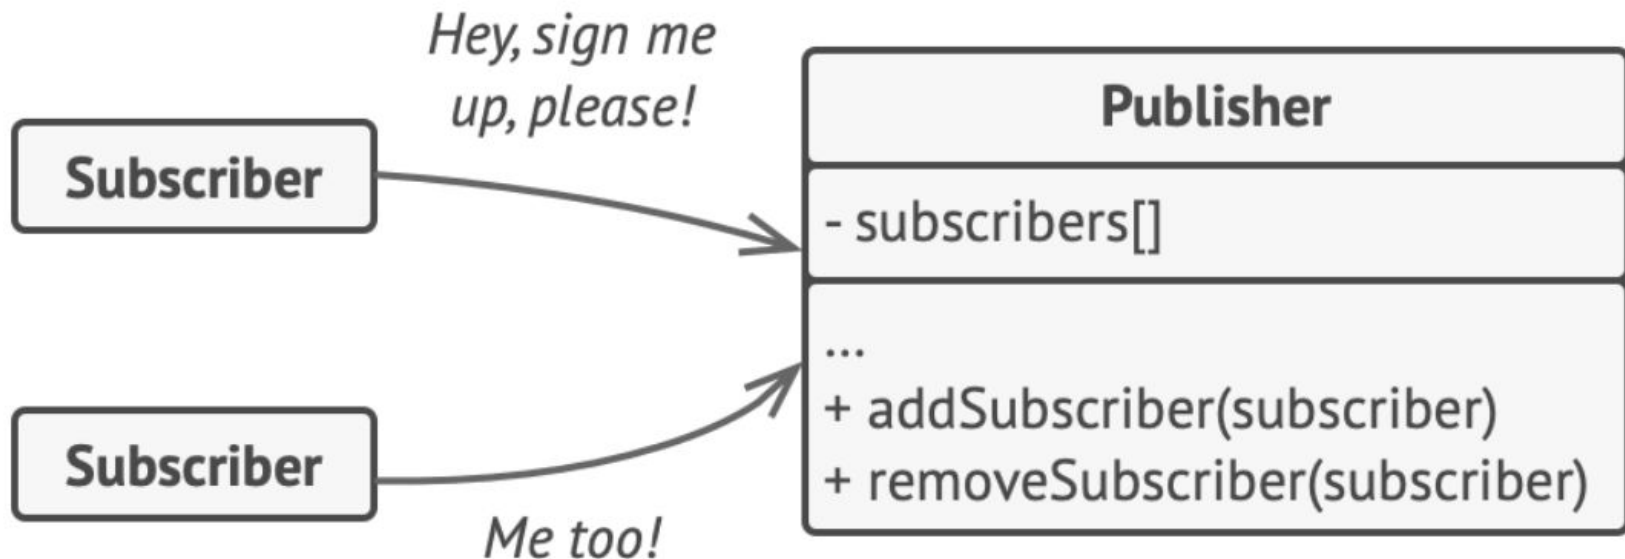 Hey, sign me
up, please!
Subscriber
Publisher
- subscribers[]
...
+ addSubscriber(subscriber)
+ removeSubscriber(subscriber)
Subscriber
Me too!